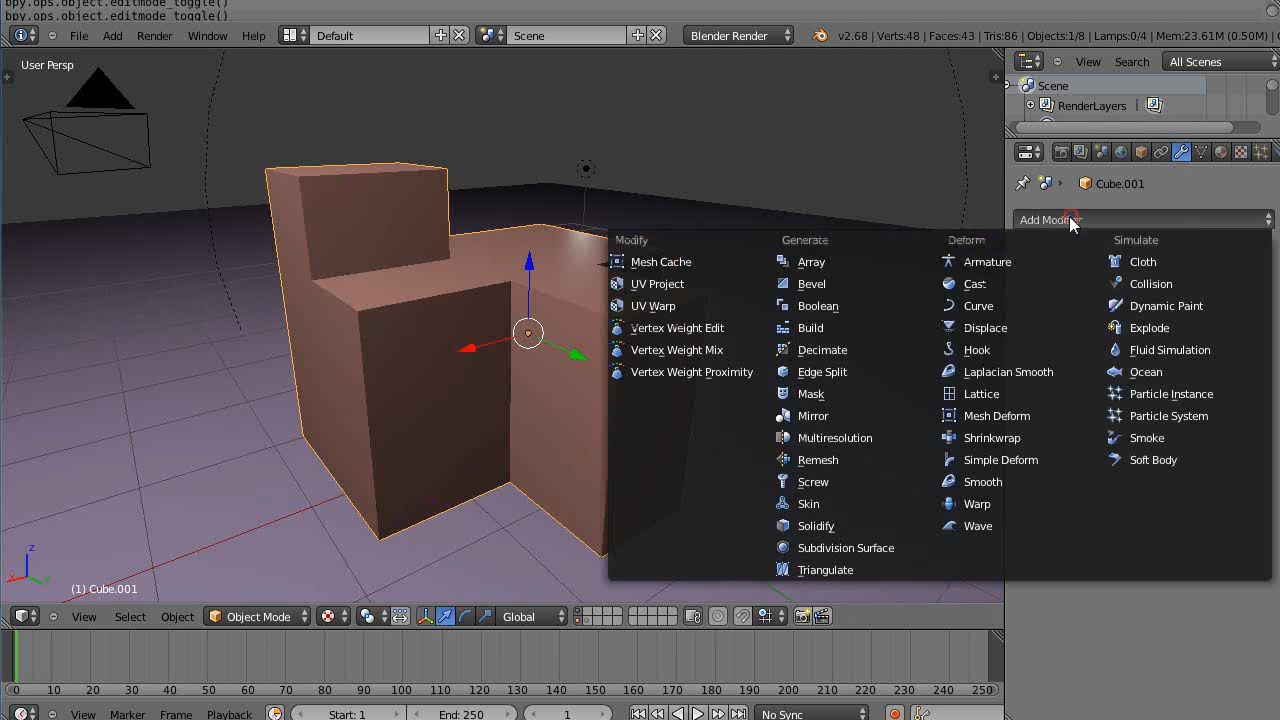 bpy.ops.object.editmode_toggle()
bpy.ops.object.editmode_toggle()
File Add Render Window Help Default Scene Blender Render v2.68 | Verts:48 | Faces:43 | Tris:86 | Objects:1/8 | Lamps:0/4 | Mem:23.61M (0.50M) |
User Persp
View Search All Scenes
Scene
RenderLayers
Cube.001
Add Modifier
Modify Generate Deform Simulate
Mesh Cache Array Armature Cloth
UV Project Bevel Cast Collision
UV Warp Boolean Curve Dynamic Paint
Vertex Weight Edit Build Displace Explode
Vertex Weight Mix Decimate Hook Fluid Simulation
Vertex Weight Proximity Edge Split Laplacian Smooth Ocean
Mask Lattice Particle Instance
Mirror Mesh Deform Particle System
Multiresolution Shrinkwrap Smoke
Remesh Simple Deform Soft Body
Screw Smooth
Skin Warp
Solidify Wave
Subdivision Surface
Triangulate
z
x y
(1) Cube.001
View Select Object Object Mode Global
0 10 20 30 40 50 60 70 80 90 100 110 120 130 140 150 160 170 180 190 200 210 220 230 240 250
View Marker Frame Playback Start: 1 End: 250 1 No Sync